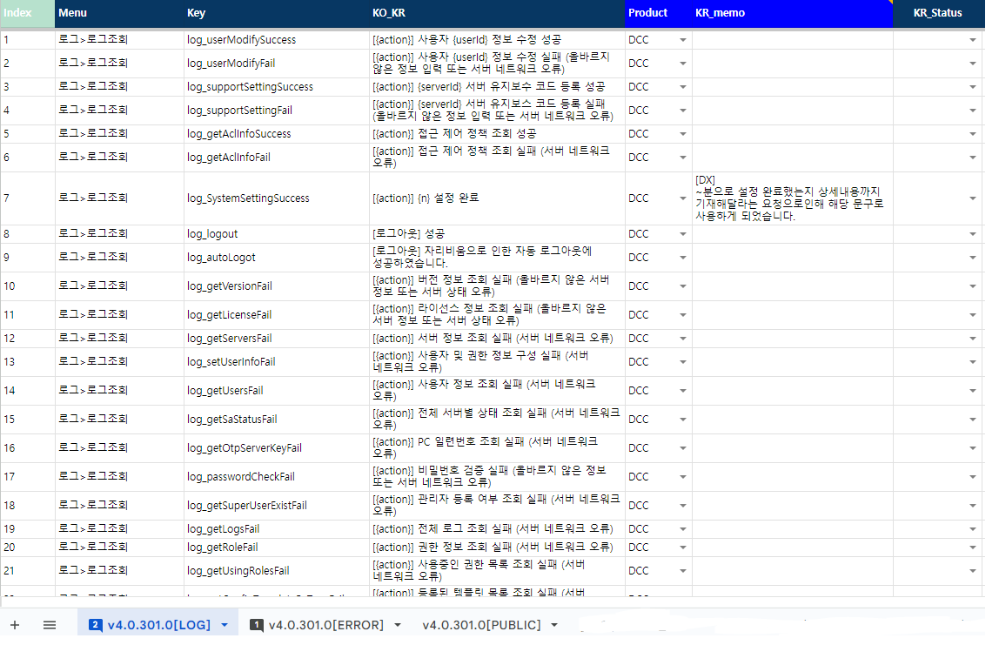 Index Menu Key KO_KR Product KR_memo KR_Status
1 로그>로그조회 log_userModifySuccess [{action}] 사용자 {userId} 정보 수정 성공 DCC
2 로그>로그조회 log_userModifyFail [{action}] 사용자 {userId} 정보 수정 실패 (올바르지
않은 정보 입력 또는 서버 네트워크 오류) DCC
3 로그>로그조회 log_supportSettingSuccess [{action}] {serverId} 서버 유지보수 코드 등록 성공 DCC
4 로그>로그조회 log_supportSettingFail [{action}] {serverId} 서버 유지보스 코드 등록 실패
(올바르지 않은 정보 입력 또는 서버 네트워크 오류) DCC
5 로그>로그조회 log_getAclInfoSuccess [{action}] 접근 제어 정책 조회 성공 DCC
6 로그>로그조회 log_getAclInfoFail [{action}] 접근 제어 정책 조회 실패 (서버 네트워크
오류) DCC
7 로그>로그조회 log_SystemSettingSuccess [{action}] {n} 설정 완료 DCC [DX]
~분으로 설정 완료했는지 상세내용까지
기재해달라는 요청으로인해 해당 문구로
사용하게 되었습니다.
8 로그>로그조회 log_logout [로그아웃] 성공 DCC
9 로그>로그조회 log_autoLogot [로그아웃] 자리비움으로 인한 자동 로그아웃에
성공하였습니다. DCC
10 로그>로그조회 log_getVersionFail [{action}] 버전 정보 조회 실패 (올바르지 않은 서버
정보 또는 서버 상태 오류) DCC
11 로그>로그조회 log_getLicenseFail [{action}] 라이선스 정보 조회 실패 (올바르지 않은
서버 정보 또는 서버 상태 오류) DCC
12 로그>로그조회 log_getServersFail [{action}] 서버 정보 조회 실패 (서버 네트워크 오류) DCC
13 로그>로그조회 log_setUserInfoFail [{action}] 사용자 및 권한 정보 구성 실패 (서버
네트워크 오류) DCC
14 로그>로그조회 log_getUsersFail [{action}] 사용자 정보 조회 실패 (서버 네트워크
오류) DCC
15 로그>로그조회 log_getSaStatusFail [{action}] 전체 서버별 상태 조회 실패 (서버 네트워크
오류) DCC
16 로그>로그조회 log_getOtpServerKeyFail [{action}] PC 일련번호 조회 실패 (서버 네트워크
오류) DCC
17 로그>로그조회 log_passwordCheckFail [{action}] 비밀번호 검증 실패 (올바르지 않은 정보
또는 서버 네트워크 오류) DCC
18 로그>로그조회 log_getSuperUserExistFail [{action}] 관리자 등록 여부 조회 실패 (서버 네트워크
오류) DCC
19 로그>로그조회 log_getLogsFail [{action}] 전체 로그 조회 실패 (서버 네트워크 오류) DCC
20 로그>로그조회 log_getRoleFail [{action}] 권한 정보 조회 실패 (서버 네트워크 오류) DCC
21 로그>로그조회 log_getUsingRolesFail [{action}] 사용중인 권한 목록 조회 실패 (서버
네트워크 오류) DCC
[{action}] 등록된 템플릿 목록 조회 실패 (서버
2 v4.0.301.0[LOG] 1 v4.0.301.0[ERROR] v4.0.301.0[PUBLIC]